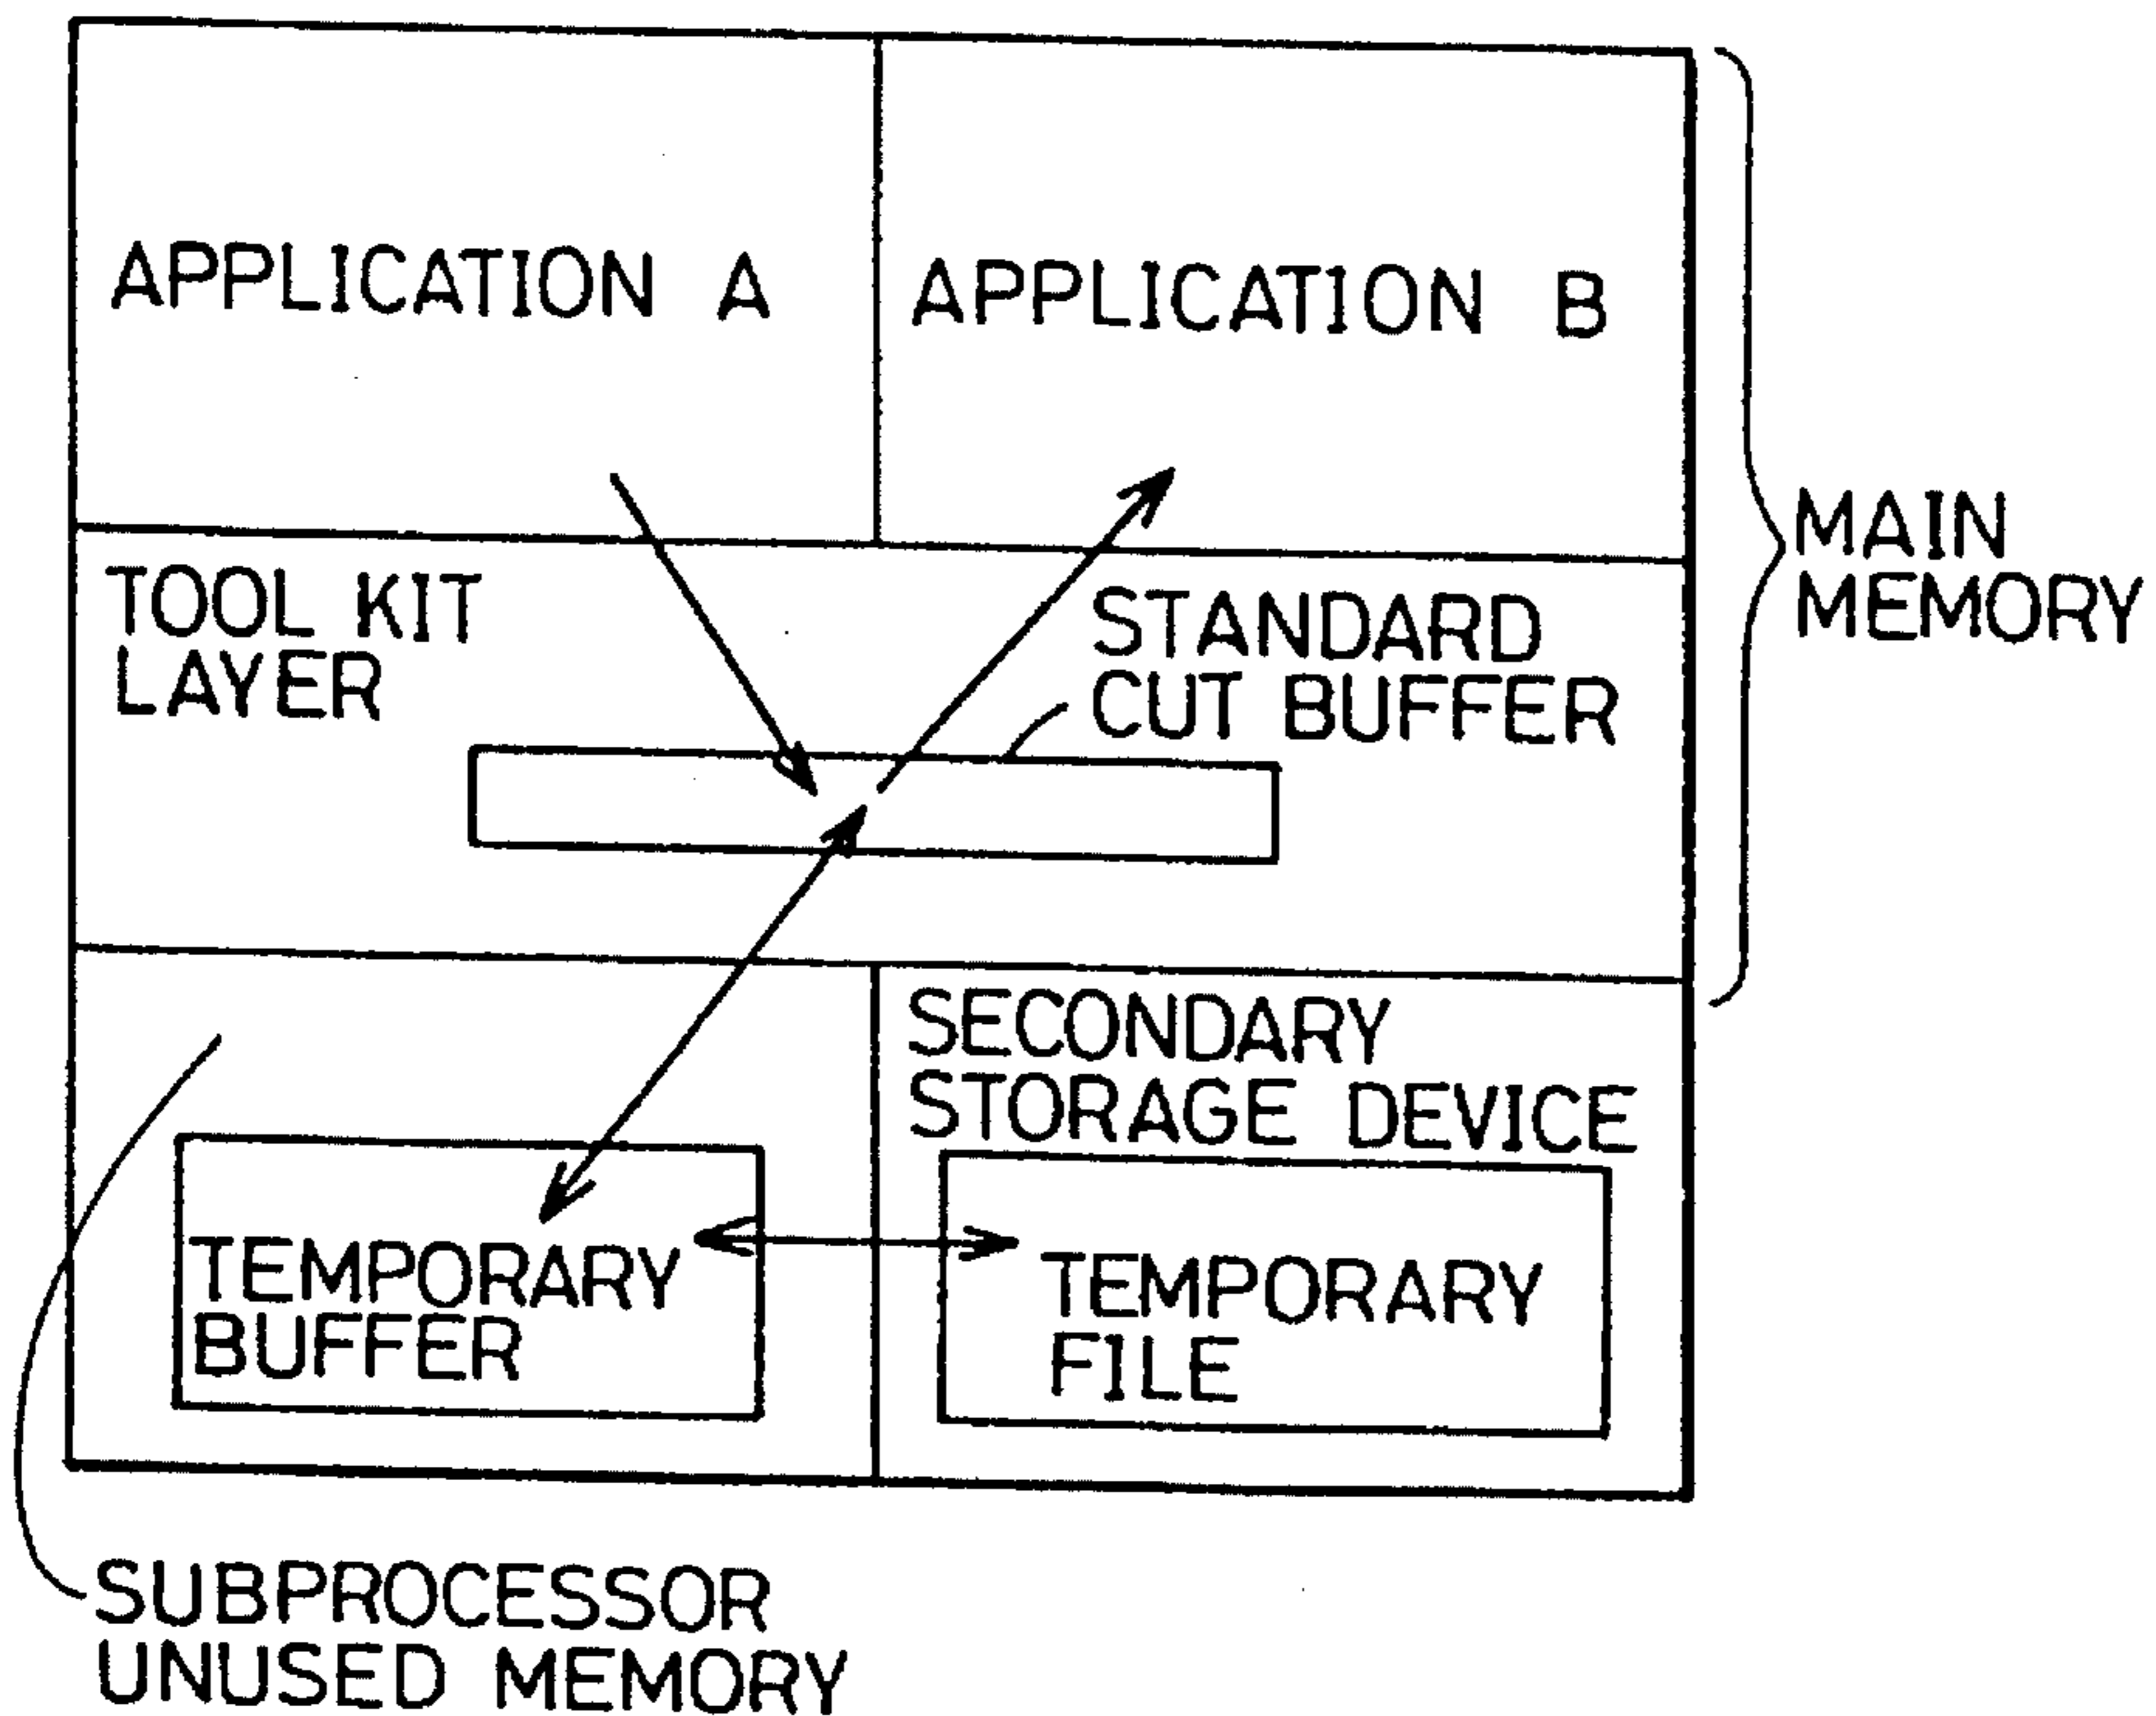 APPLICATION A
APPLICATION B
MAIN
MEMORY
TOOL KIT
LAYER
STANDARD
CUT BUFFER
SECONDARY
STORAGE DEVICE
TEMPORARY
BUFFER
TEMPORARY
FILE
SUBPROCESSOR
UNUSED MEMORY